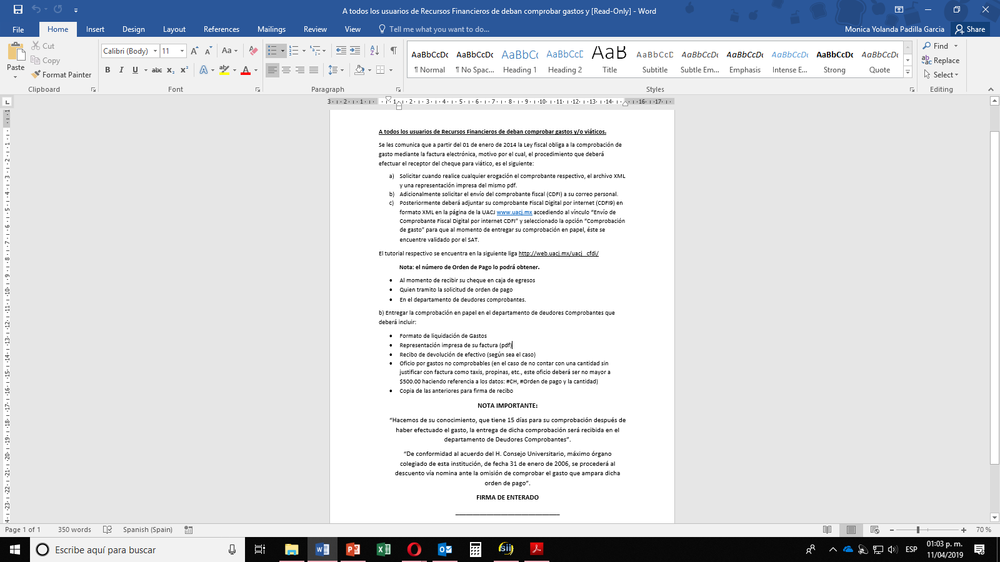 A todos los usuarios de Recursos Financieros de deban comprobar gastos y [Read-Only] - Word
File Home Insert Design Layout References Mailings Review View Tell me what you want to do... Monica Yolanda Padilla Garcia Share
Paste
Cut
Copy
Format Painter
Clipboard
Calibri (Body) 11
Font
Paragraph
AaBbCcDc AaBbCcDc AaBbC AaBbCcD AaB AaBbCcD AaBbCcDc AaBbCcDc AaBbCcDc AaBbCcDc AaBbCcDc
¶ Normal ¶ No Spac... Heading 1 Heading 2 Title Subtitle Subtle Em... Emphasis Intense E... Strong Quote
Styles
Find
Replace
Select
Editing
3 2 1 1 2 3 4 5 6 7 8 9 10 11 12 13 14 16 17
A todos los usuarios de Recursos Financieros de deban comprobar gastos y/o viáticos.
Se les comunica que a partir del 01 de enero de 2014 la Ley fiscal obliga a la comprobación de
gasto mediante la factura electrónica, motivo por el cual, el procedimiento que deberá
efectuar el receptor del cheque para viático, es el siguiente:
a) Solicitar cuando realice cualquier erogación el comprobante respectivo, el archivo XML
y una representación impresa del mismo pdf.
b) Adicionalmente solicitar el envío del comprobante fiscal (CDFI) a su correo personal.
c) Posteriormente deberá adjuntar su comprobante Fiscal Digital por internet (CDFI9) en
formato XML en la página de la UACJ www.uacj.mx accediendo al vínculo “Envío de
Comprobante Fiscal Digital por internet CDFI” y seleccionado la opción “Comprobación
de gasto” para que al momento de entregar su comprobación en papel, éste se
encuentre validado por el SAT.
El tutorial respectivo se encuentra en la siguiente liga http://web.uacj.mx/uacj_cfdi/
Nota: el número de Orden de Pago lo podrá obtener.
• Al momento de recibir su cheque en caja de egresos
• Quien tramito la solicitud de orden de pago
• En el departamento de deudores comprobantes.
b) Entregar la comprobación en papel en el departamento de deudores Comprobantes que
deberá incluir:
• Formato de liquidación de Gastos
• Representación impresa de su factura (pdf)
• Recibo de devolución de efectivo (según sea el caso)
• Oficio por gastos no comprobables (en el caso de no contar con una cantidad sin
justificar con factura como taxis, propinas, etc., este oficio deberá ser no mayor a
$500.00 haciendo referencia a los datos: #CH, #Orden de pago y la cantidad)
• Copia de las anteriores para firma de recibo
NOTA IMPORTANTE:
“Hacemos de su conocimiento, que tiene 15 días para su comprobación después de
haber efectuado el gasto, la entrega de dicha comprobación será recibida en el
departamento de Deudores Comprobantes”.
“De conformidad al acuerdo del H. Consejo Universitario, máximo órgano
colegiado de esta institución, de fecha 31 de enero de 2006, se procederá al
descuento vía nomina ante la omisión de comprobar el gasto que ampara dicha
orden de pago”.
FIRMA DE ENTERADO
Page 1 of 1 350 words Spanish (Spain) 70 %
Escribe aquí para buscar
ESP
01:03 p. m.
11/04/2019